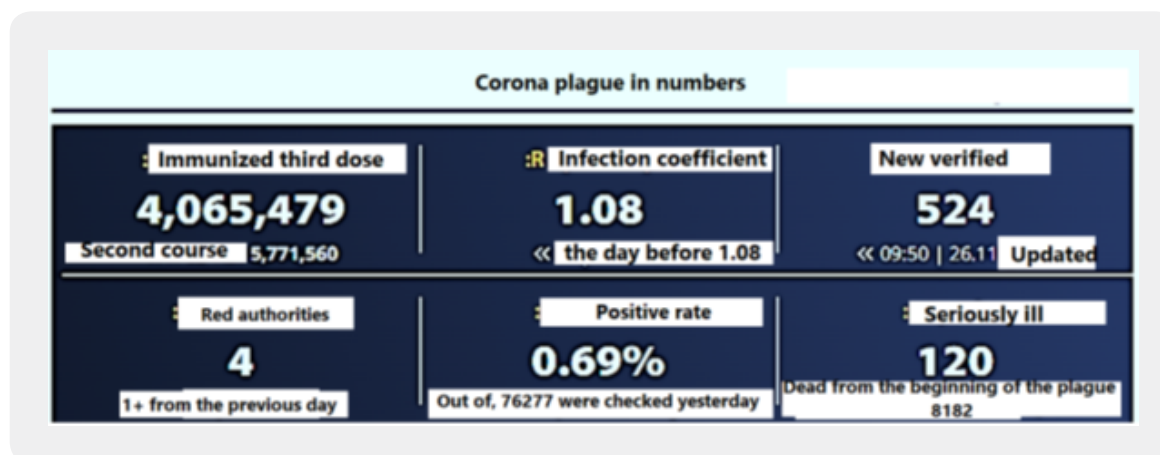 Corona plague in numbers
:Immunized third dose
4,065,479
Second course 5,771,560
:R Infection coefficient
1.08
« the day before 1.08
New verified
524
« 09:50 | 26.11 Updated
:Red authorities
4
1+ from the previous day
:Positive rate
0.69%
Out of, 76277 were checked yesterday
:Seriously ill
120
Dead from the beginning of the plague
8182